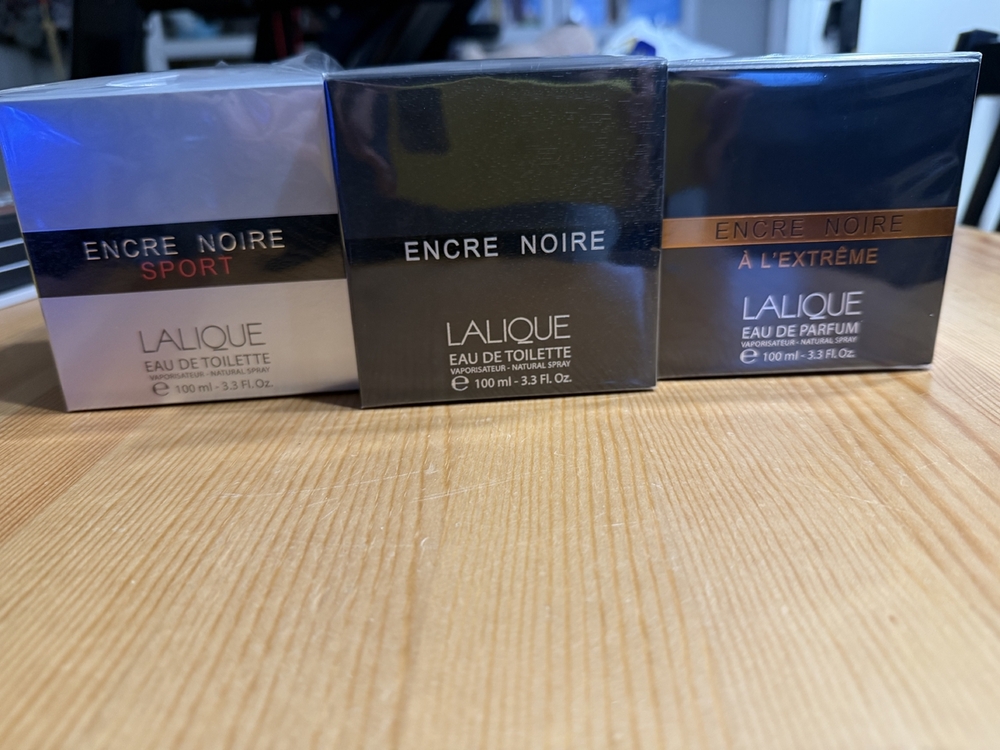 ENCRE NOIRE
SPORT
LALIQUE
EAU DE TOILETTE
VAPORISATEUR - NATURAL SPRAY
e 100 ml - 3.3 Fl. Oz.
ENCRE NOIRE
LALIQUE
EAU DE TOILETTE
VAPORISATEUR - NATURAL SPRAY
e 100 ml - 3.3 Fl. Oz.
ENCRE NOIRE
À L'EXTRÊME
LALIQUE
EAU DE PARFUM
VAPORISATEUR - NATURAL SPRAY
e 100 ml - 3.3 Fl. Oz.